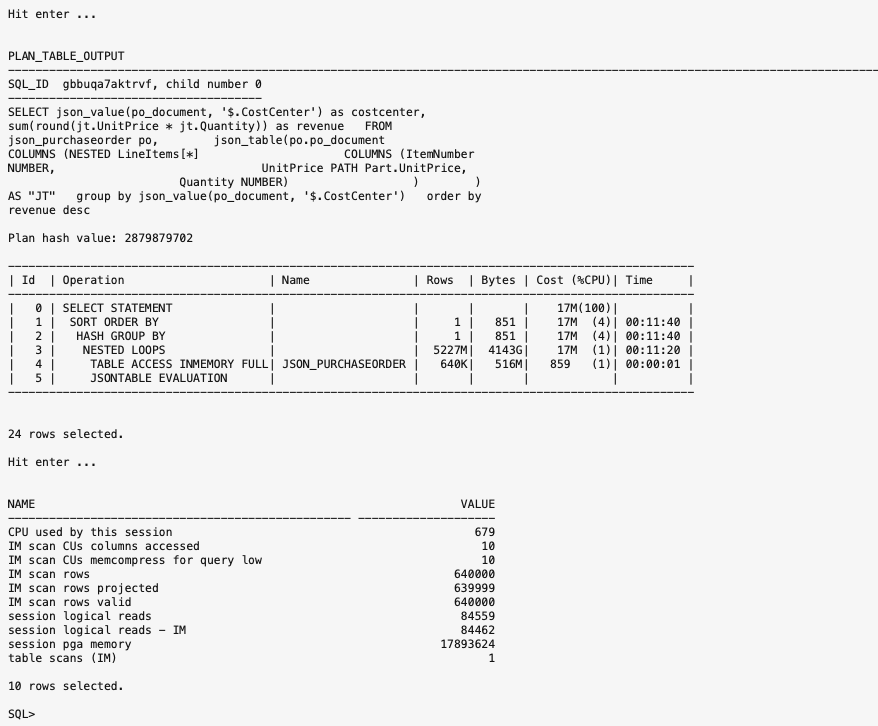 Hit enter ...
PLAN_TABLE_OUTPUT
--------------------------------------------------------------------------------------------------------------------------------
SQL_ID  gbbuqa7aktrvf, child number 0
-------------------------------------
SELECT json_value(po_document, '$.CostCenter') as costcenter,
sum(round(jt.UnitPrice * jt.Quantity)) as revenue   FROM
json_purchaseorder po,        json_table(po.po_document
COLUMNS (NESTED LineItems[*]                     COLUMNS (ItemNumber
NUMBER,                              UnitPrice PATH Part.UnitPrice,
                         Quantity NUMBER)                  )        )
AS "JT"   group by json_value(po_document, '$.CostCenter')   order by
revenue desc
Plan hash value: 2879879702
----------------------------------------------------------------------------------------------------
| Id  | Operation                     | Name               | Rows  | Bytes | Cost (%CPU)| Time     |
----------------------------------------------------------------------------------------------------
|   0 | SELECT STATEMENT              |                    |       |       |    17M(100)|          |
|   1 |  SORT ORDER BY                |                    |     1 |   851 |    17M  (4)| 00:11:40 |
|   2 |   HASH GROUP BY               |                    |     1 |   851 |    17M  (4)| 00:11:40 |
|   3 |    NESTED LOOPS               |                    |  5227M|  4143G|    17M  (1)| 00:11:20 |
|   4 |     TABLE ACCESS INMEMORY FULL| JSON_PURCHASEORDER |   640K|   516M|   859   (1)| 00:00:01 |
|   5 |     JSONTABLE EVALUATION      |                    |       |       |            |          |
----------------------------------------------------------------------------------------------------
24 rows selected.
Hit enter ...
NAME                                                              VALUE
-------------------------------------------------- --------------------
CPU used by this session                                            679
IM scan CUs columns accessed                                         10
IM scan CUs memcompress for query low                                10
IM scan rows                                                     640000
IM scan rows projected                                           639999
IM scan rows valid                                               640000
session logical reads                                             84559
session logical reads - IM                                        84462
session pga memory                                             17893624
table scans (IM)                                                      1
10 rows selected.
SQL>